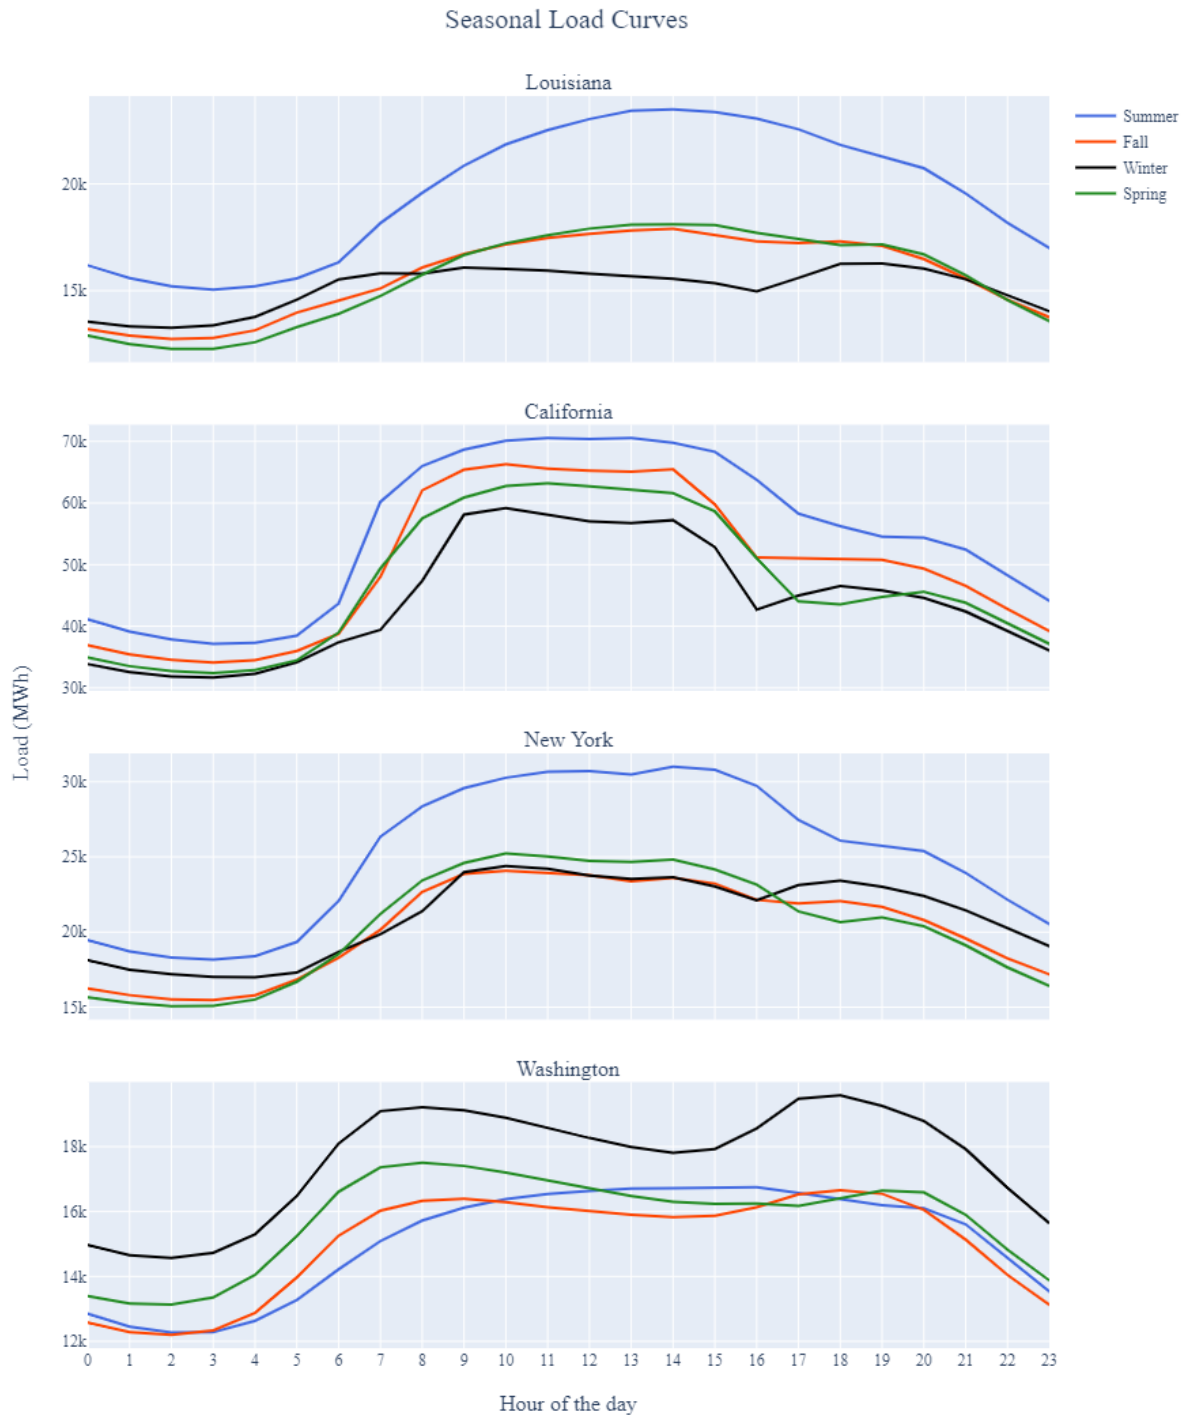 Seasonal Load Curves
Louisiana
Summer
Fall
Winter
Spring
20k
15k
California
70k
60k
50k
40k
30k
Load (MWh)
New York
30k
25k
20k
15k
Washington
18k
16k
14k
12k
0 1 2 3 4 5 6 7 8 9 10 11 12 13 14 15 16 17 18 19 20 21 22 23
Hour of the day